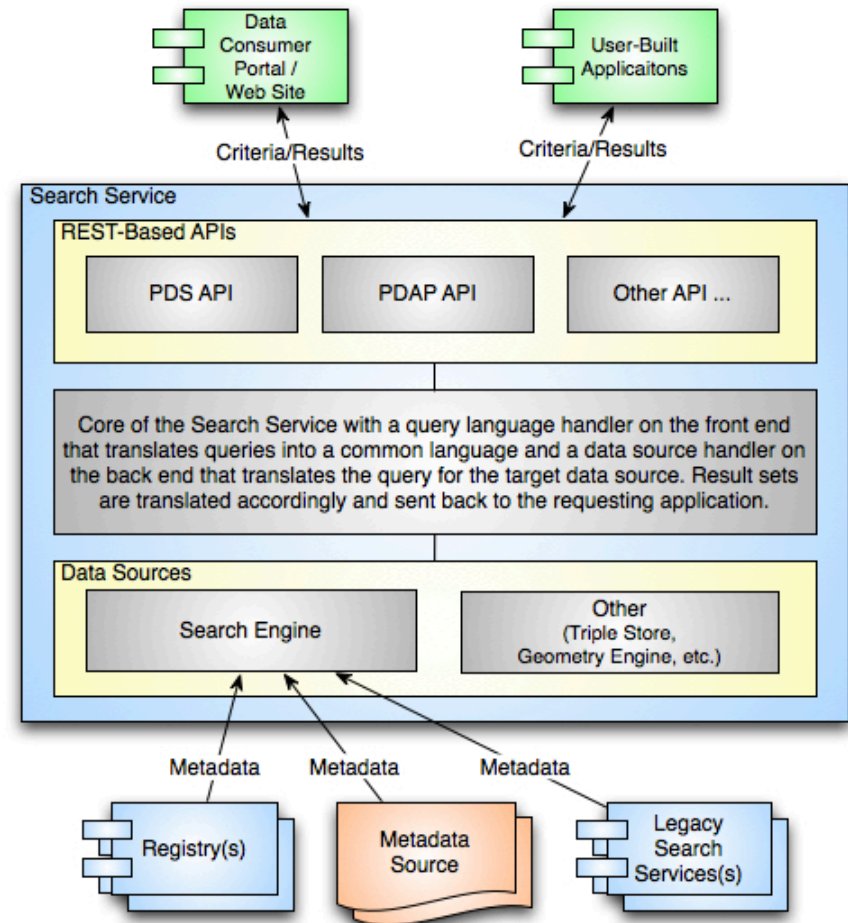 Data
Consumer
Portal /
Web Site
User-Built
Applicaitons
Criteria/Results
Criteria/Results
Search Service
REST-Based APIs
PDS API
PDAP API
Other API ...
Core of the Search Service with a query language handler on the front end
that translates queries into a common language and a data source handler on
the back end that translates the query for the target data source. Result sets
are translated accordingly and sent back to the requesting application.
Data Sources
Search Engine
Other
(Triple Store,
Geometry Engine, etc.)
Metadata
Metadata
Metadata
Registry(s)
Metadata
Source
Legacy
Search
Services(s)